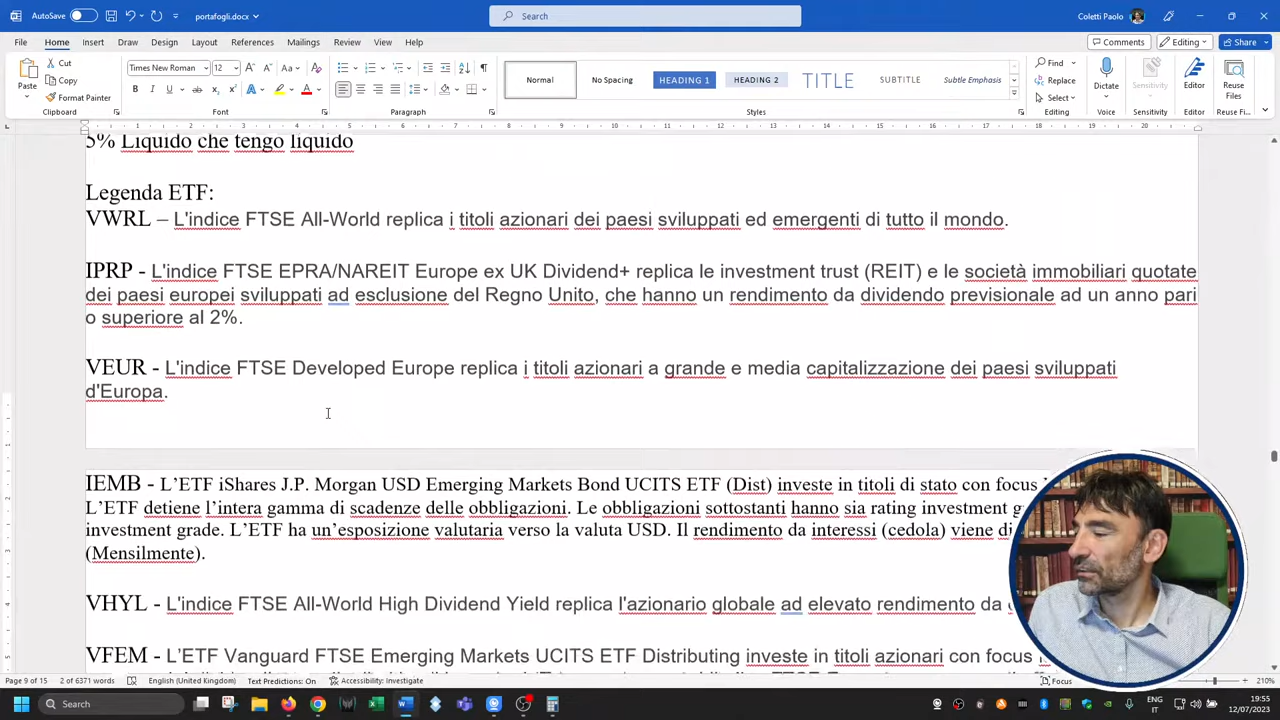 AutoSave
portafogli.docx
Search
Coletti Paolo
File Home Insert Draw Design Layout References Mailings Review View Help
Comments
Editing
Share
Paste
Cut
Copy
Format Painter
Clipboard
Times New Roman
12
Font
Paragraph
Normal
No Spacing
HEADING 1
HEADING 2
TITLE
SUBTITLE
Subtle Emphasis
Styles
Find
Replace
Select
Editing
Dictate
Voice
Sensitivity
Sensitivity
Editor
Editor
Reuse Files
Reuse Fi...
5% Liquido che tengo liquido
Legenda ETF:
VWRL – L'indice FTSE All-World replica i titoli azionari dei paesi sviluppati ed emergenti di tutto il mondo.
IPRP - L'indice FTSE EPRA/NAREIT Europe ex UK Dividend+ replica le investment trust (REIT) e le società immobiliari quotate
dei paesi europei sviluppati ad esclusione del Regno Unito, che hanno un rendimento da dividendo previsionale ad un anno pari
o superiore al 2%.
VEUR - L'indice FTSE Developed Europe replica i titoli azionari a grande e media capitalizzazione dei paesi sviluppati
d'Europa.
IEMB - L’ETF iShares J.P. Morgan USD Emerging Markets Bond UCITS ETF (Dist) investe in titoli di stato con focus
L’ETF detiene l’intera gamma di scadenze delle obbligazioni. Le obbligazioni sottostanti hanno sia rating investment
investment grade. L’ETF ha un’esposizione valutaria verso la valuta USD. Il rendimento da interessi (cedola) viene
(Mensilmente).
VHYL - L'indice FTSE All-World High Dividend Yield replica l'azionario globale ad elevato rendimento da
VFEM - L’ETF Vanguard FTSE Emerging Markets UCITS ETF Distributing investe in titoli azionari con focus
Page 9 of 15
2 of 6371 words
English (United Kingdom)
Text Predictions: On
Accessibility: Investigate
Focus
210%
Search
ENG
IT
19:55
12/07/2023